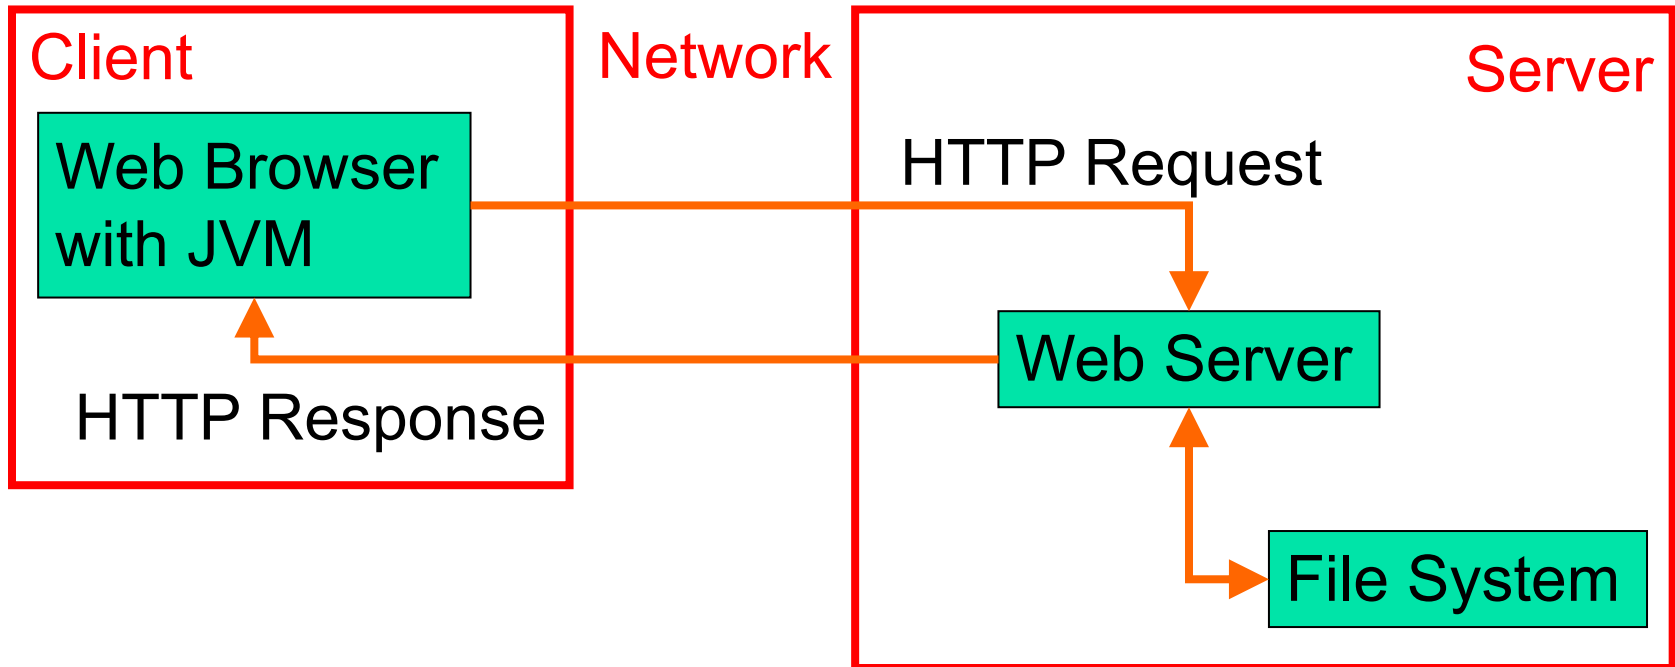 Client
Network
Server
Web Browser
with JVM
HTTP Request
Web Server
HTTP Response
File System